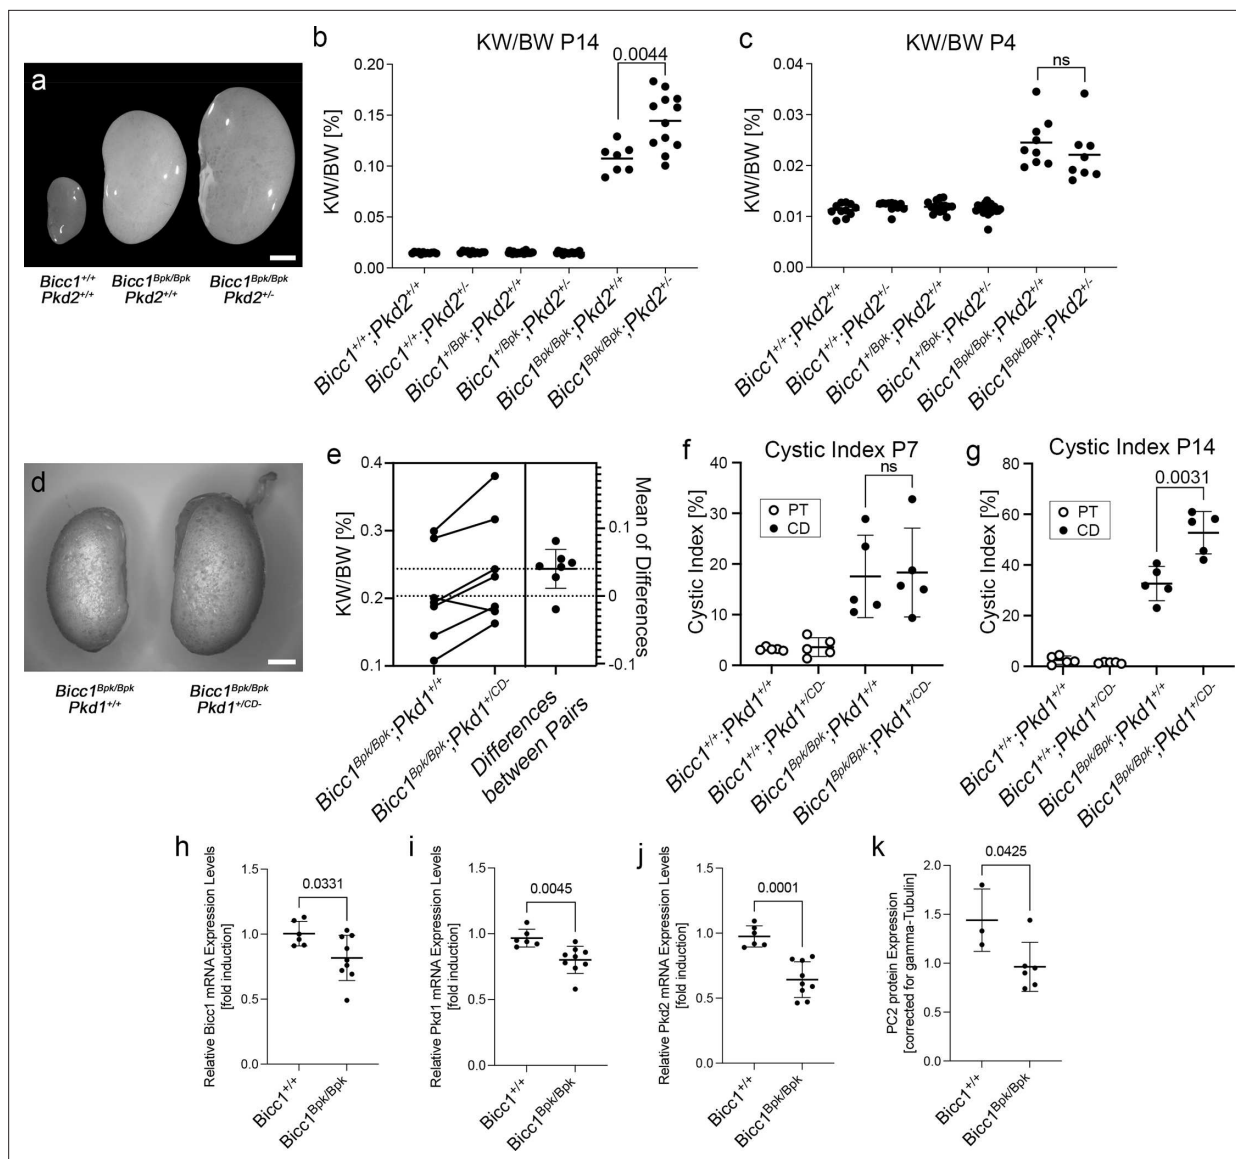 a
Bicc1+/+
Pkd2+/+
Bicc1Bpk/Bpk
Pkd2+/+
Bicc1Bpk/Bpk
Pkd2+/-
b
KW/BW P14
0.0044
KW/BW [%]
0.20
0.15
0.10
0.05
0.00
Bicc1+/+;Pkd2+/+
Bicc1+/+;Pkd2+/-
Bicc1+/Bpk;Pkd2+/+
Bicc1+/Bpk;Pkd2+/-
Bicc1Bpk/Bpk;Pkd2+/+
Bicc1Bpk/Bpk;Pkd2+/-
c
KW/BW P4
ns
KW/BW [%]
0.04
0.03
0.02
0.01
0.00
Bicc1+/+;Pkd2+/+
Bicc1+/+;Pkd2+/-
Bicc1+/Bpk;Pkd2+/+
Bicc1+/Bpk;Pkd2+/-
Bicc1Bpk/Bpk;Pkd2+/+
Bicc1Bpk/Bpk;Pkd2+/-
d
Bicc1Bpk/Bpk
Pkd1+/+
Bicc1Bpk/Bpk
Pkd1+/CD-
e
KW/BW [%]
0.4
0.3
0.2
0.1
Mean of Differences
0.1
0
-0.1
Bicc1Bpk/Bpk;Pkd1+/+
Bicc1Bpk/Bpk;Pkd1+/CD-
Differences
between Pairs
f
Cystic Index P7
ns
PT
CD
Cystic Index [%]
40
30
20
10
0
Bicc1+/+;Pkd1+/+
Bicc1+/+;Pkd1+/CD-
Bicc1Bpk/Bpk;Pkd1+/+
Bicc1Bpk/Bpk;Pkd1+/CD-
g
Cystic Index P14
0.0031
PT
CD
Cystic Index [%]
80
60
40
20
0
Bicc1+/+;Pkd1+/+
Bicc1+/+;Pkd1+/CD-
Bicc1Bpk/Bpk;Pkd1+/+
Bicc1Bpk/Bpk;Pkd1+/CD-
h
Relative Bicc1 mRNA Expression Levels
[fold induction]
1.5
1.0
0.5
0.0
0.0331
Bicc1+/+
Bicc1Bpk/Bpk
i
Relative Pkd1 mRNA Expression Levels
[fold induction]
1.5
1.0
0.5
0.0
0.0045
Bicc1+/+
Bicc1Bpk/Bpk
j
Relative Pkd2 mRNA Expression Levels
[fold induction]
1.5
1.0
0.5
0.0
0.0001
Bicc1+/+
Bicc1Bpk/Bpk
k
PC2 protein Expression
[corrected for gamma-Tubulin]
2.0
1.5
1.0
0.5
0.0
0.0425
Bicc1+/+
Bicc1Bpk/Bpk